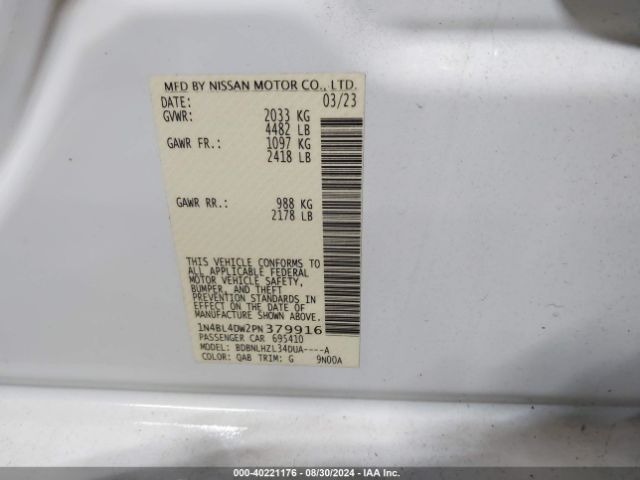 MFD BY NISSAN MOTOR CO., LTD.
DATE: 03/23
GVWR: 2033 KG
4482 LB
GAWR FR.: 1097 KG
2418 LB
GAWR RR.: 988 KG
2178 LB
THIS VEHICLE CONFORMS TO
ALL APPLICABLE FEDERAL
MOTOR VEHICLE SAFETY,
BUMPER, AND THEFT
PREVENTION STANDARDS IN
EFFECT ON THE DATE OF
MANUFACTURE SHOWN ABOVE.
1N4BL4DW2PN379916
PASSENGER CAR 695410
MODEL: BDBNLHZL34DUA----A
COLOR: QAB TRIM: G 9N00A
000-40221176 | 08/30/2024 | IAA Inc.